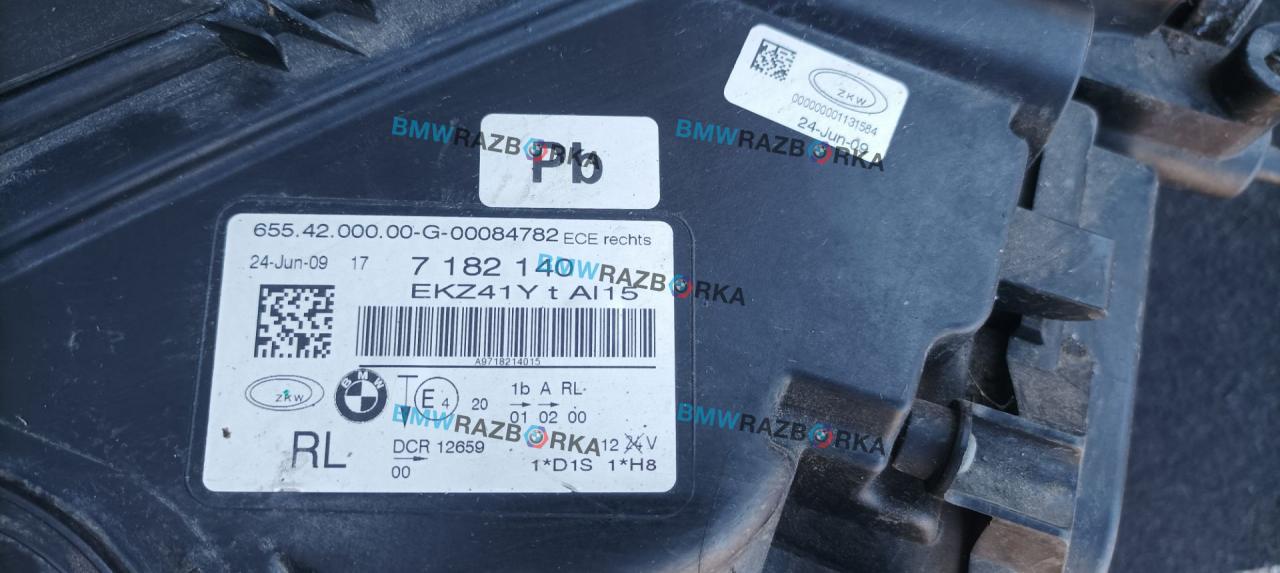 ZKW
000000001131584
24-Jun-09
BMWRAZBORKA
BMWRAZBORKA
Pb
655.42.000.00-G-00084782 ECE rechts
24-Jun-09 17 7 182 140
BMWRAZBORKA
EKZ41Y t AI15
A9718214015
ZKW
BMW
E4 20 1b A RL
01 02 00
BMWRAZBORKA
BMWRAZBORKA
RL
DCR 12659
00
12 24 V
1*D1S 1*H8